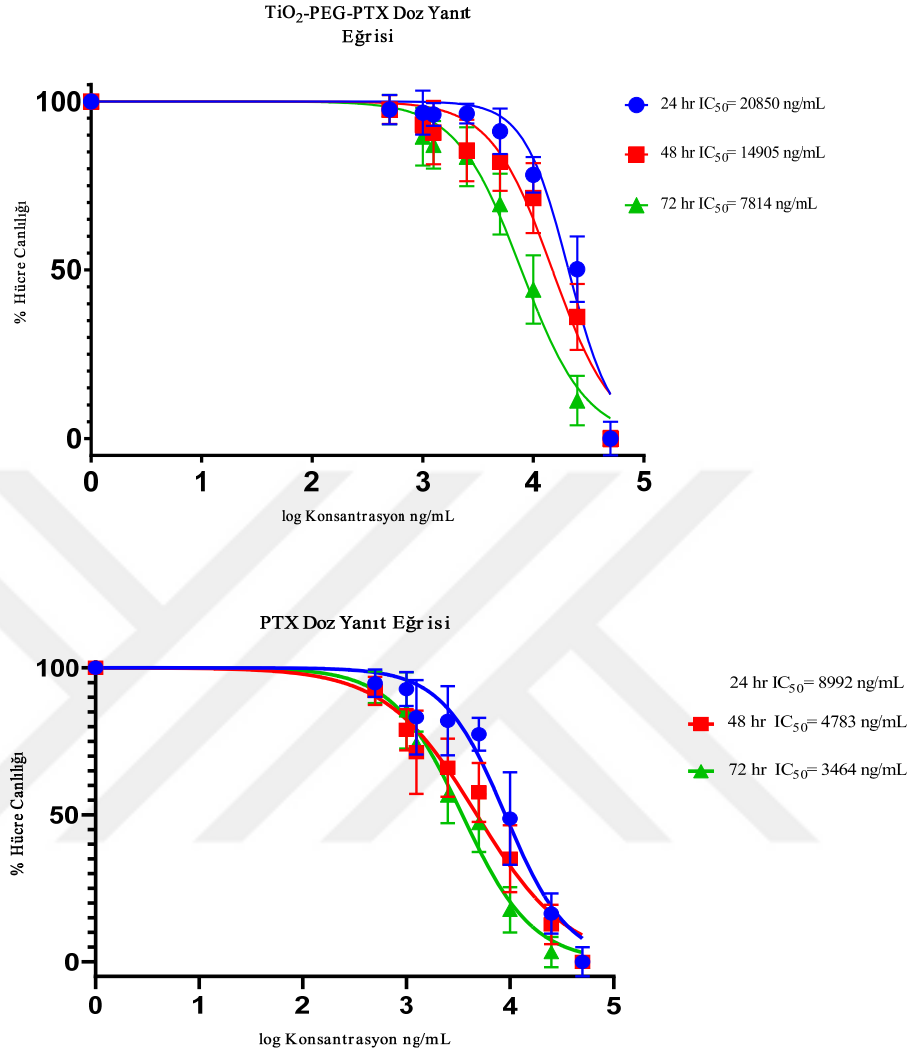 TiO2-PEG-PTX Doz Yanıt
Eğrisi
100
50
0
% Hücre Canlılığı
0 1 2 3 4 5
log Konsantrasyon ng/mL
24 hr IC50= 20850 ng/mL
48 hr IC50= 14905 ng/mL
72 hr IC50= 7814 ng/mL
PTX Doz Yanıt Eğrisi
100
50
0
% Hücre Canlılığı
0 1 2 3 4 5
log Konsantrasyon ng/mL
24 hr IC50= 8992 ng/mL
48 hr IC50= 4783 ng/mL
72 hr IC50= 3464 ng/mL